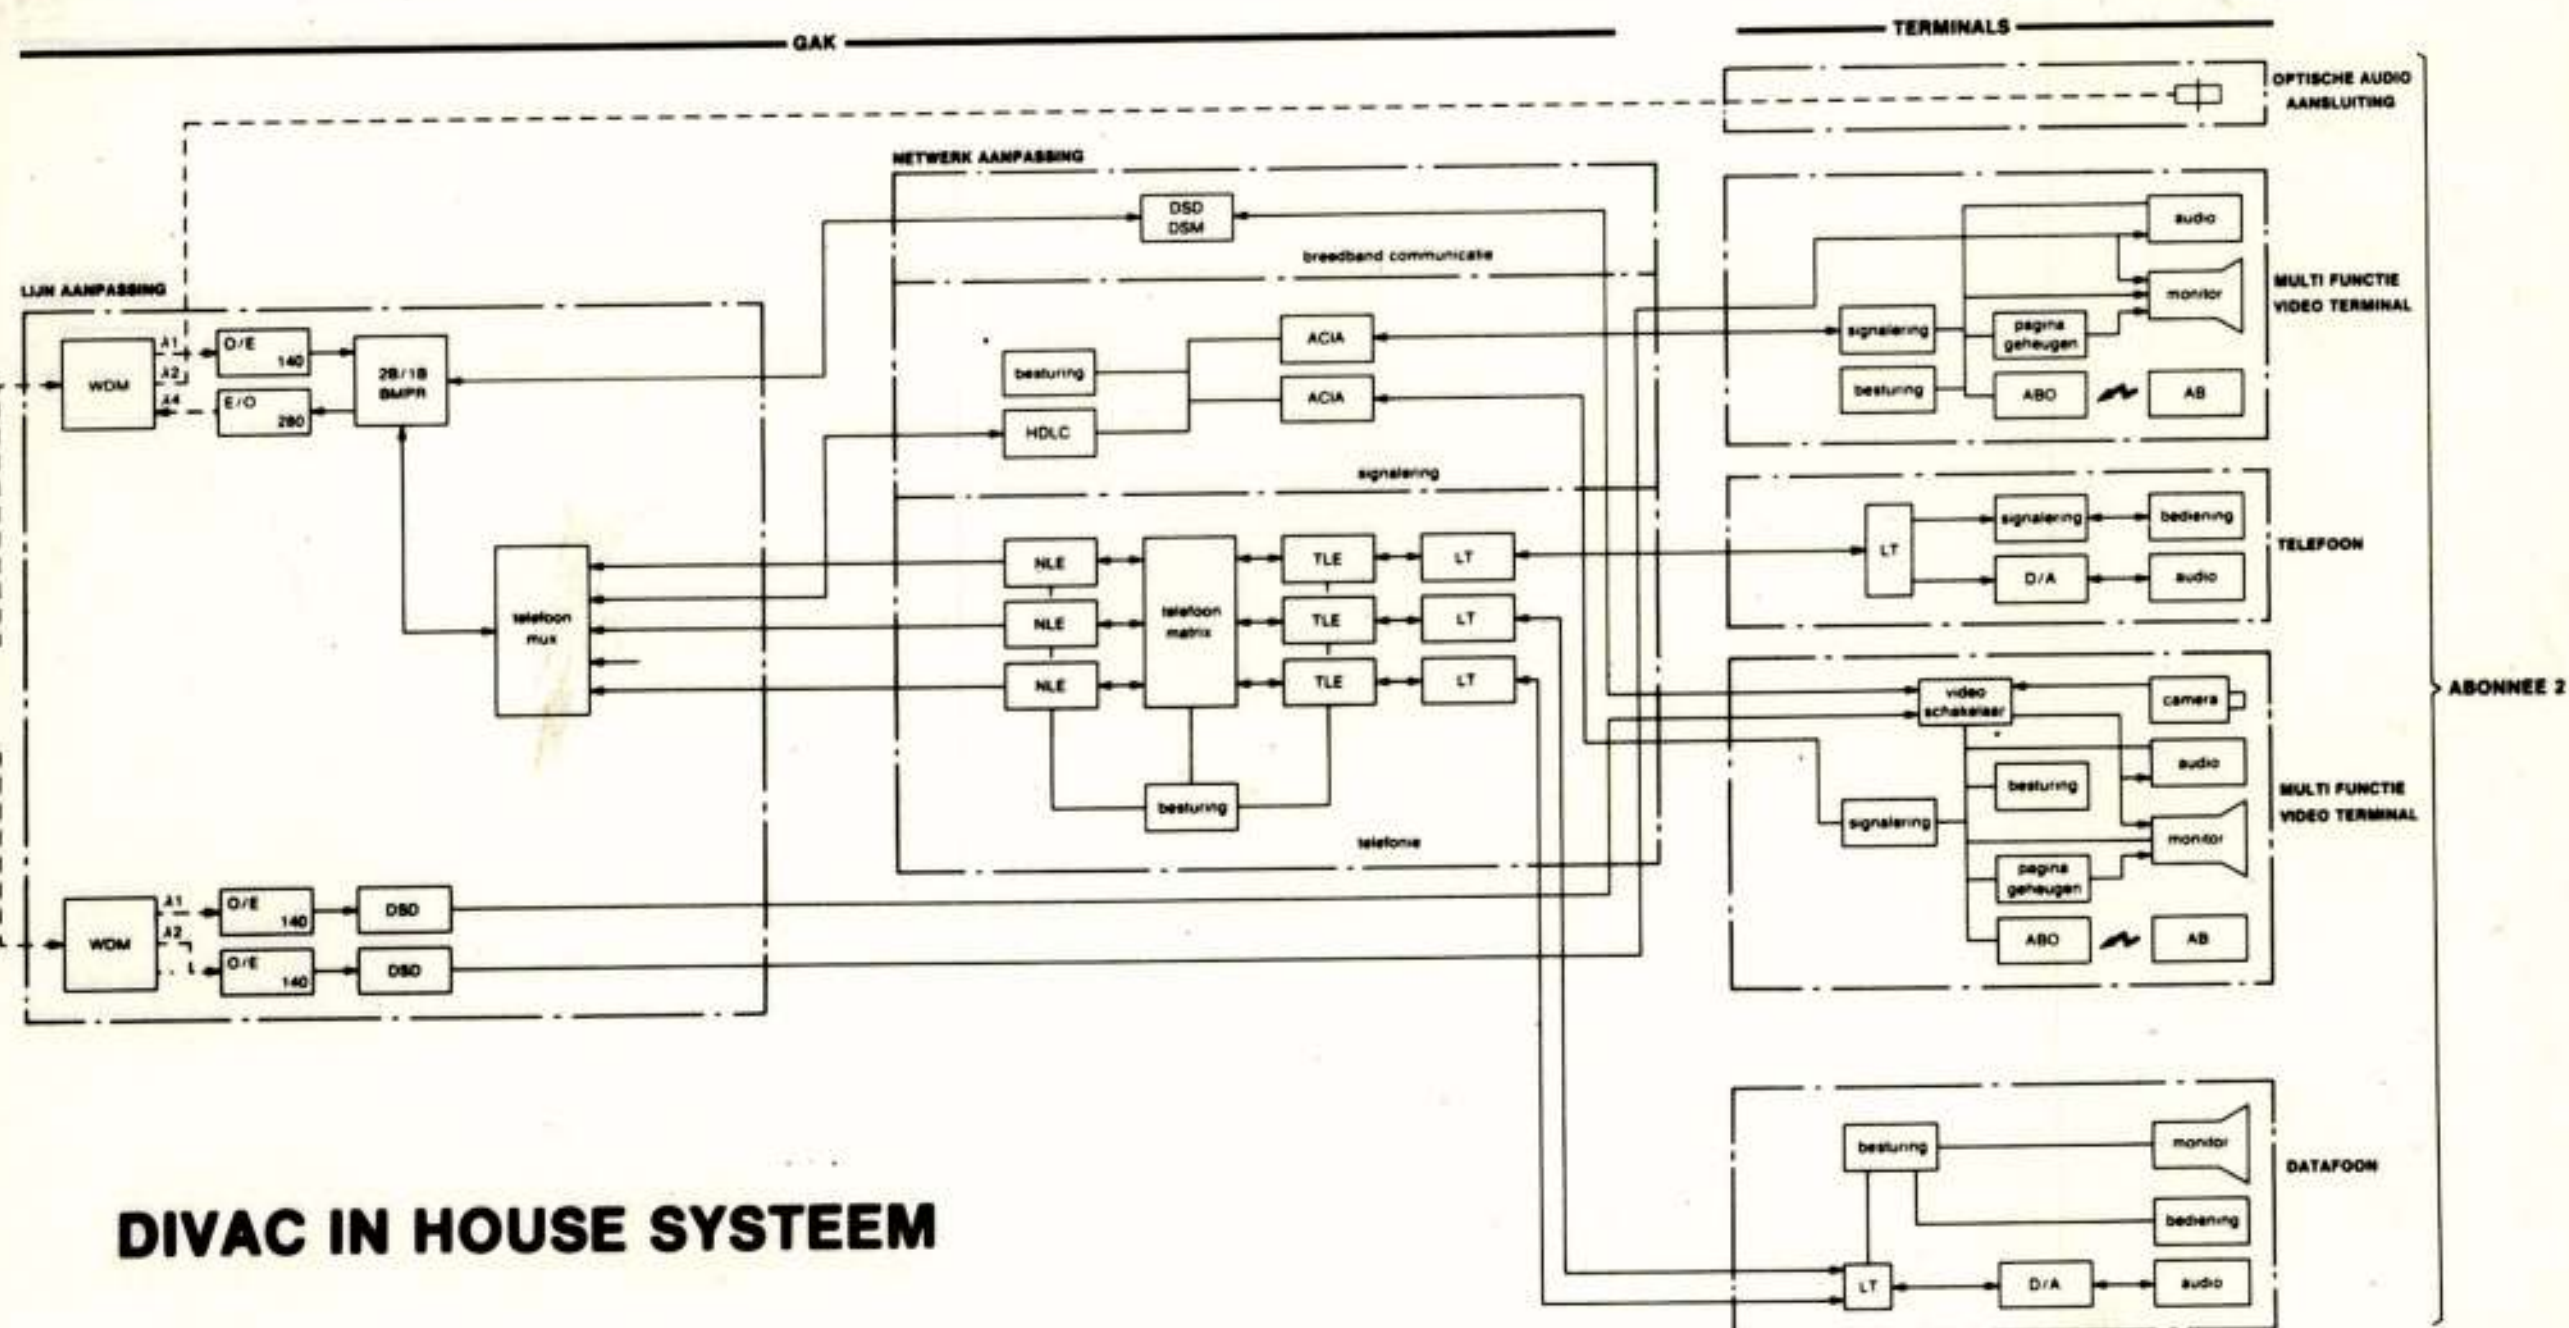 GAK
TERMINALS
OPTISCHE AUDIO
AANSLUITING
NETWERK AANPASSING
DSD
DSM
breedband communicatie
audio
monitor
MULTI FUNCTIE
VIDEO TERMINAL
signalering
pagina
geheugen
besturing
ABO
AB
LIJN AANPASSING
WDM
λ1
λ2
λ4
O/E
140
E/O
280
2B/1B
BMPR
besturing
HDLC
ACIA
ACIA
signalering
LT
signalering
bediening
D/A
audio
TELEFOON
telefoon
mux
NLE
NLE
NLE
telefoon
matrix
TLE
TLE
TLE
LT
LT
LT
besturing
telefonie
video
schakelaar
camera
audio
besturing
signalering
monitor
pagina
geheugen
ABO
AB
MULTI FUNCTIE
VIDEO TERMINAL
ABONNEE 2
WDM
λ1
λ2
O/E
140
DSD
O/E
140
DSD
besturing
monitor
bediening
LT
D/A
audio
DATAFOON
DIVAC IN HOUSE SYSTEEM